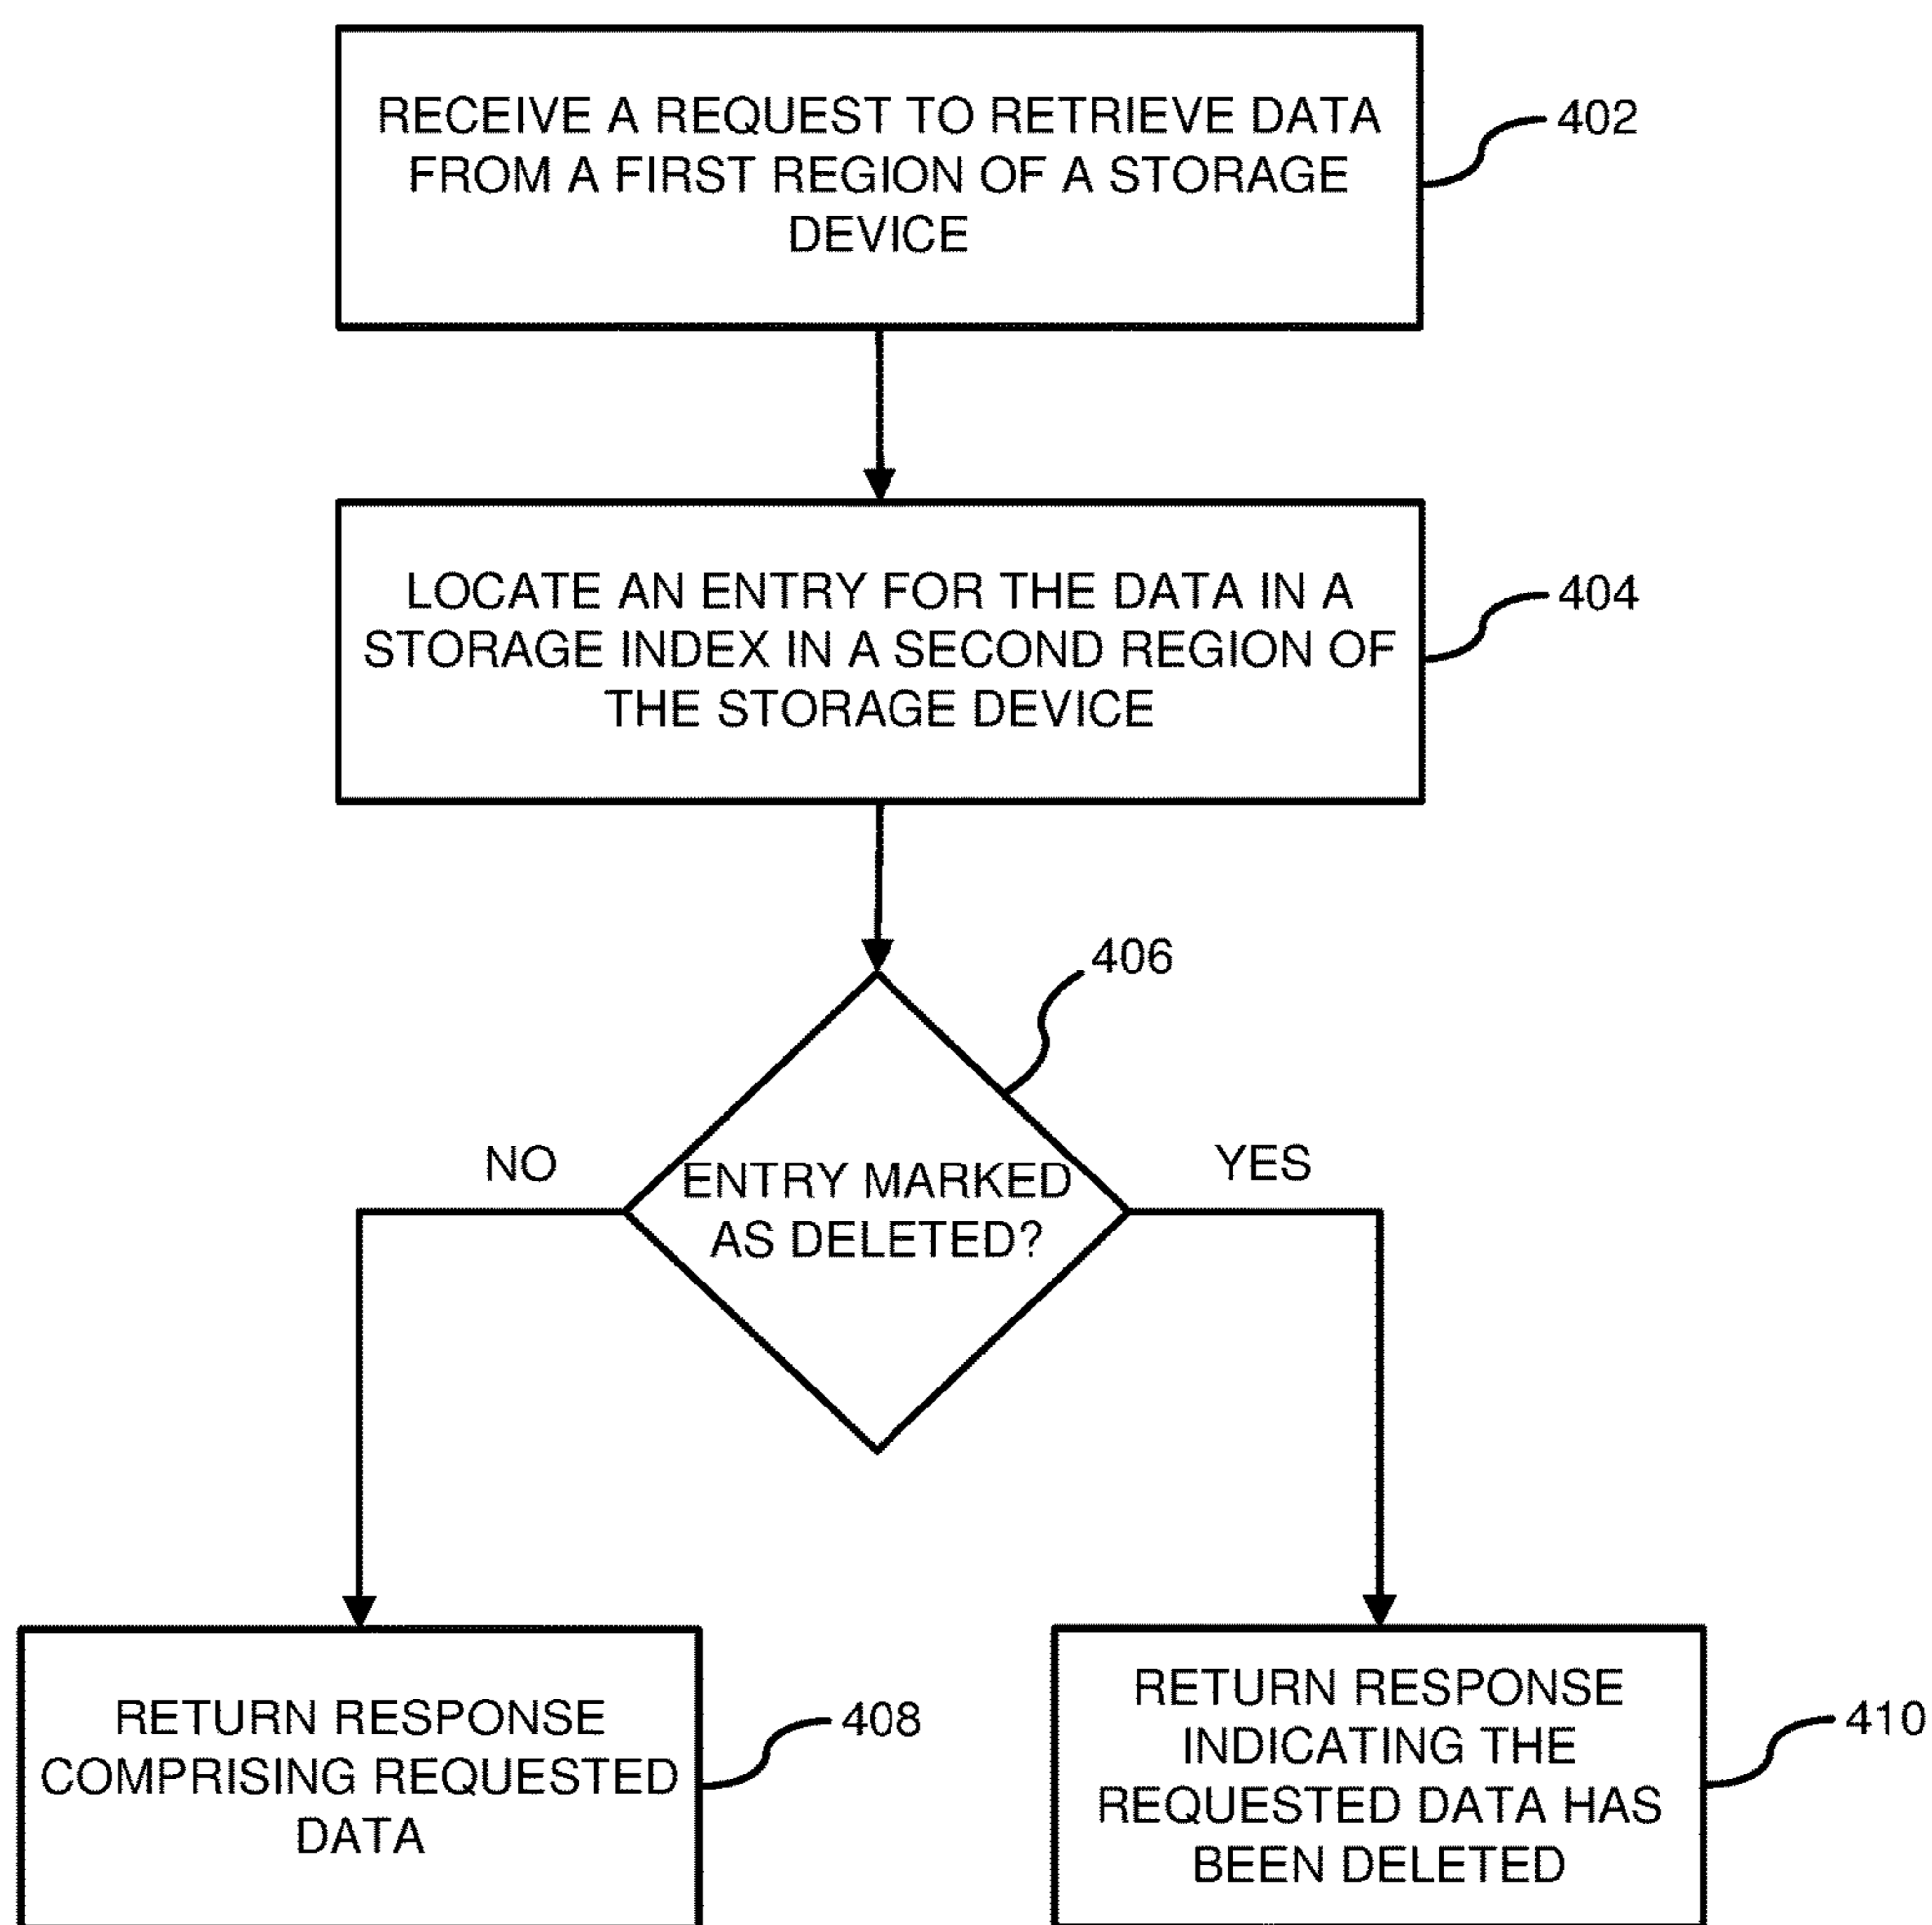 RECEIVE A REQUEST TO RETRIEVE DATA
FROM A FIRST REGION OF A STORAGE
DEVICE
402
LOCATE AN ENTRY FOR THE DATA IN A
STORAGE INDEX IN A SECOND REGION OF
THE STORAGE DEVICE
404
406
NO
YES
ENTRY MARKED
AS DELETED?
RETURN RESPONSE
COMPRISING REQUESTED
DATA
408
RETURN RESPONSE
INDICATING THE
REQUESTED DATA HAS
BEEN DELETED
410